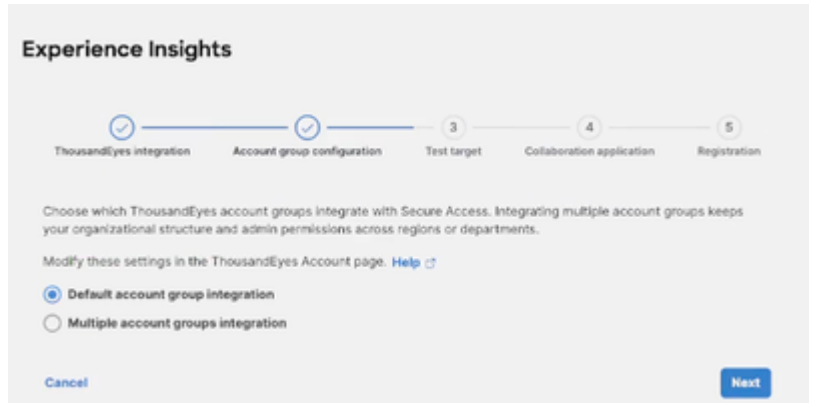 Experience Insights
3 4 5
ThousandEyes integration Account group configuration Test target Collaboration application Registration
Choose which ThousandEyes account groups integrate with Secure Access. Integrating multiple account groups keeps
your organizational structure and admin permissions across regions or departments.
Modify these settings in the ThousandEyes Account page. Help
Default account group integration
Multiple account groups integration
Cancel Next